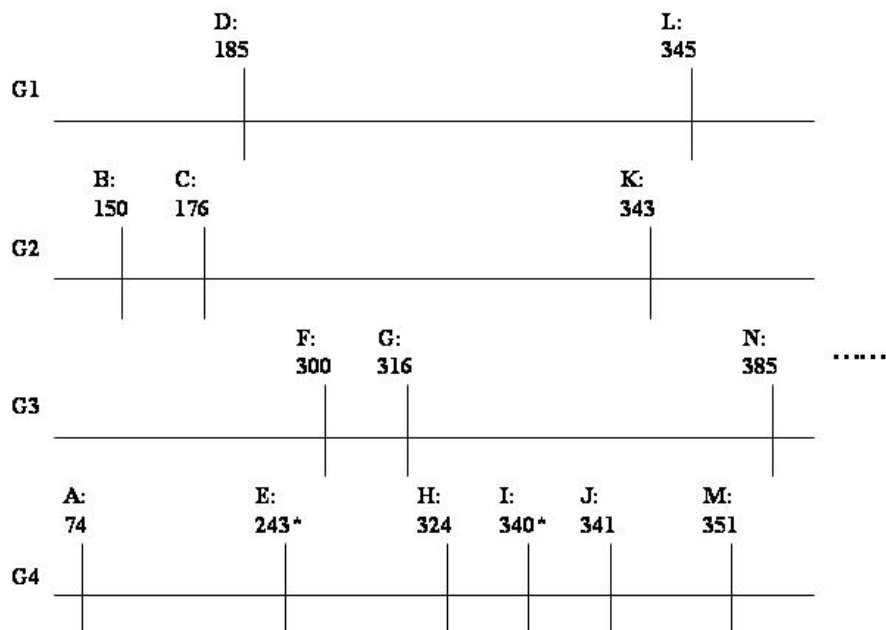 D: L:
185 345
G1
B: C: K:
150 176 343
G2
F: G: N:
300 316 385
......
G3
A: E: H: I: J: M:
74 243* 324 340* 341 351
G4